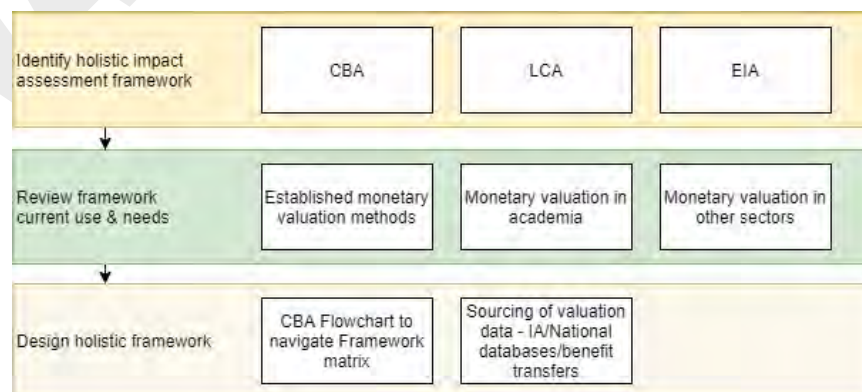 Identify holistic impact
assessment framework
CBA
LCA
EIA
Review framework
current use & needs
Established monetary
valuation methods
Monetary valuation in
academia
Monetary valuation in
other sectors
Design holistic framework
CBA Flowchart to
navigate Framework
matrix
Sourcing of valuation
data - IA/National
databases/benefit
transfers